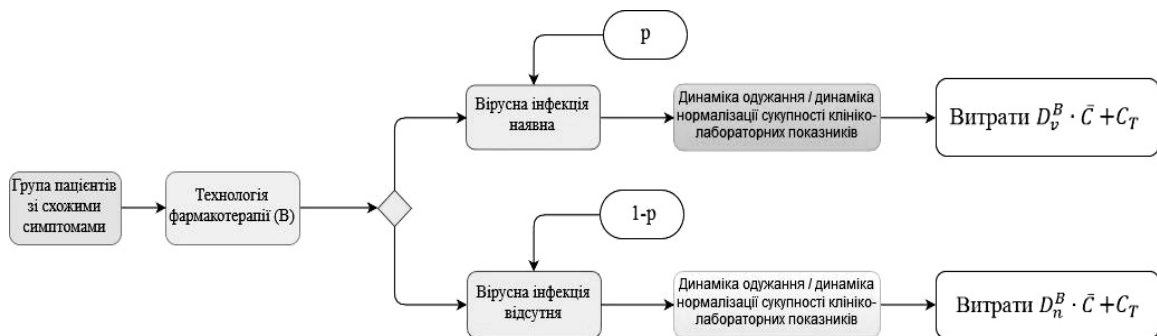 p
Вірусна інфекція
наявна
Динаміка одужання / динаміка
нормалізації сукупності клініко-
лабораторних показників
Витрати $D_v^B \cdot \bar{C} + C_T$
Група пацієнтів
зі схожими
симптомами
Технологія
фармакотерапії (В)
1-p
Вірусна інфекція
відсутня
Динаміка одужання / динаміка
нормалізації сукупності клініко-
лабораторних показників
Витрати $D_n^B \cdot \bar{C} + C_T$